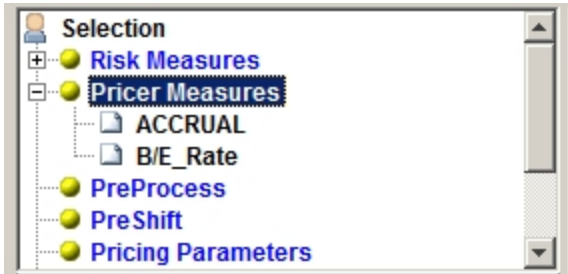 Selection
Risk Measures
Pricer Measures
ACCRUAL
B/E_Rate
PreProcess
PreShift
Pricing Parameters